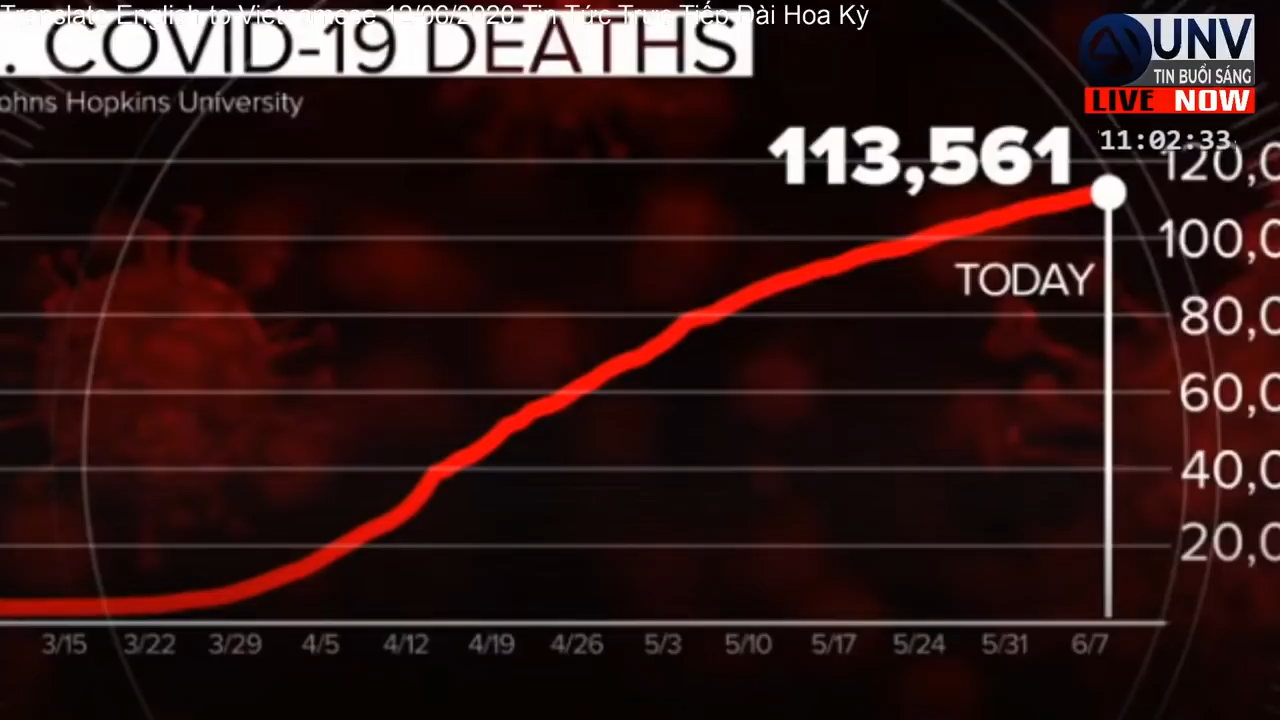 Translate English to Vietnamese 12/06/2020 Tin Tức Trực Tiếp Đài Hoa Kỳ
. COVID-19 DEATHS
ohns Hopkins University
UNV
TIN BUỔI SÁNG
LIVE NOW
11:02:33
113,561
120,0
100,0
TODAY
80,0
60,0
40,0
20,0
3/15 3/22 3/29 4/5 4/12 4/19 4/26 5/3 5/10 5/17 5/24 5/31 6/7